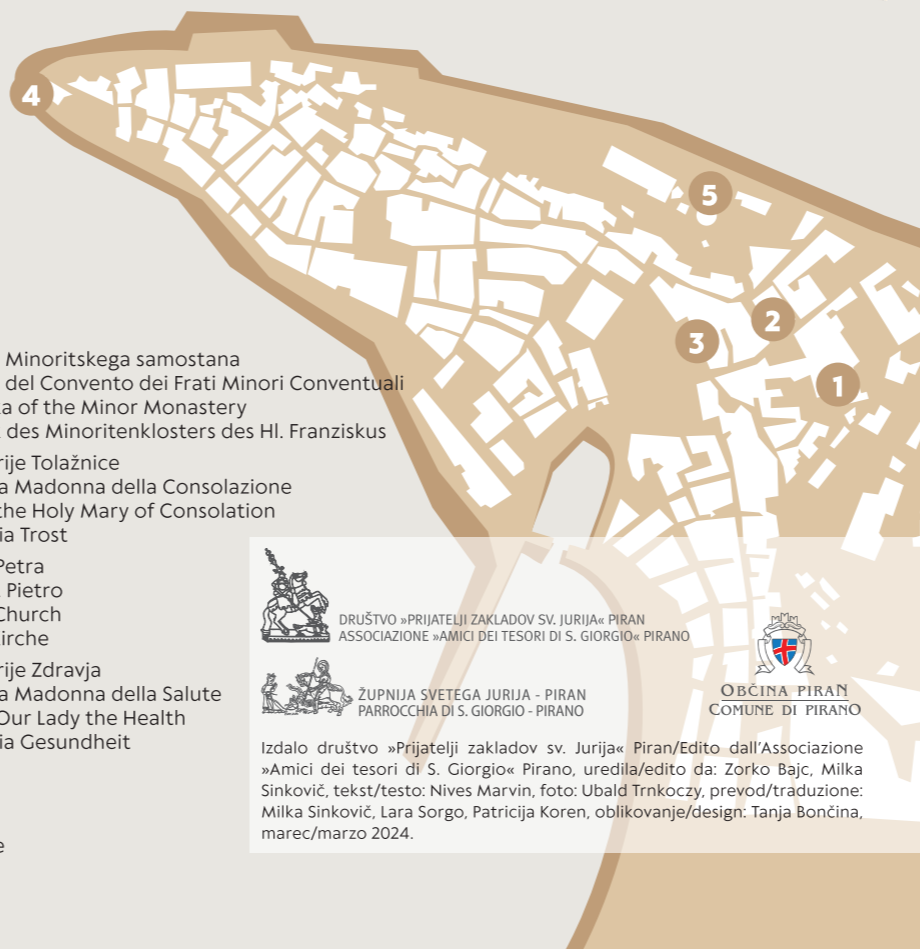 4
5
2
3
1
Minoritskega samostana
del Convento dei Frati Minori Conventuali
of the Minor Monastery
des Minoritenklosters des Hl. Franziskus
Tolažnice
Madonna della Consolazione
the Holy Mary of Consolation
Trost
Petra
Pietro
Church
Zdravja
Madonna della Salute
Our Lady the Health
Gesundheit
DRUŠTVO »PRIJATELJI ZAKLADOV SV. JURIJA« PIRAN
ASSOCIAZIONE »AMICI DEI TESORI DI S. GIORGIO« PIRANO
ŽUPNIJA SVETEGA JURIJA - PIRAN
PARROCCHIA DI S. GIORGIO - PIRANO
OBČINA PIRAN
COMUNE DI PIRANO
Izdalo društvo »Prijatelji zakladov sv. Jurija« Piran/Edito dall'Associazione
»Amici dei tesori di S. Giorgio« Pirano, uredila/edito da: Zorko Bajc, Milka
Sinkovič, tekst/testo: Nives Marvin, foto: Ubald Trnkoczy, prevod/traduzione:
Milka Sinkovič, Lara Sorgo, Patricija Koren, oblikovanje/design: Tanja Bončina,
marec/marzo 2024.